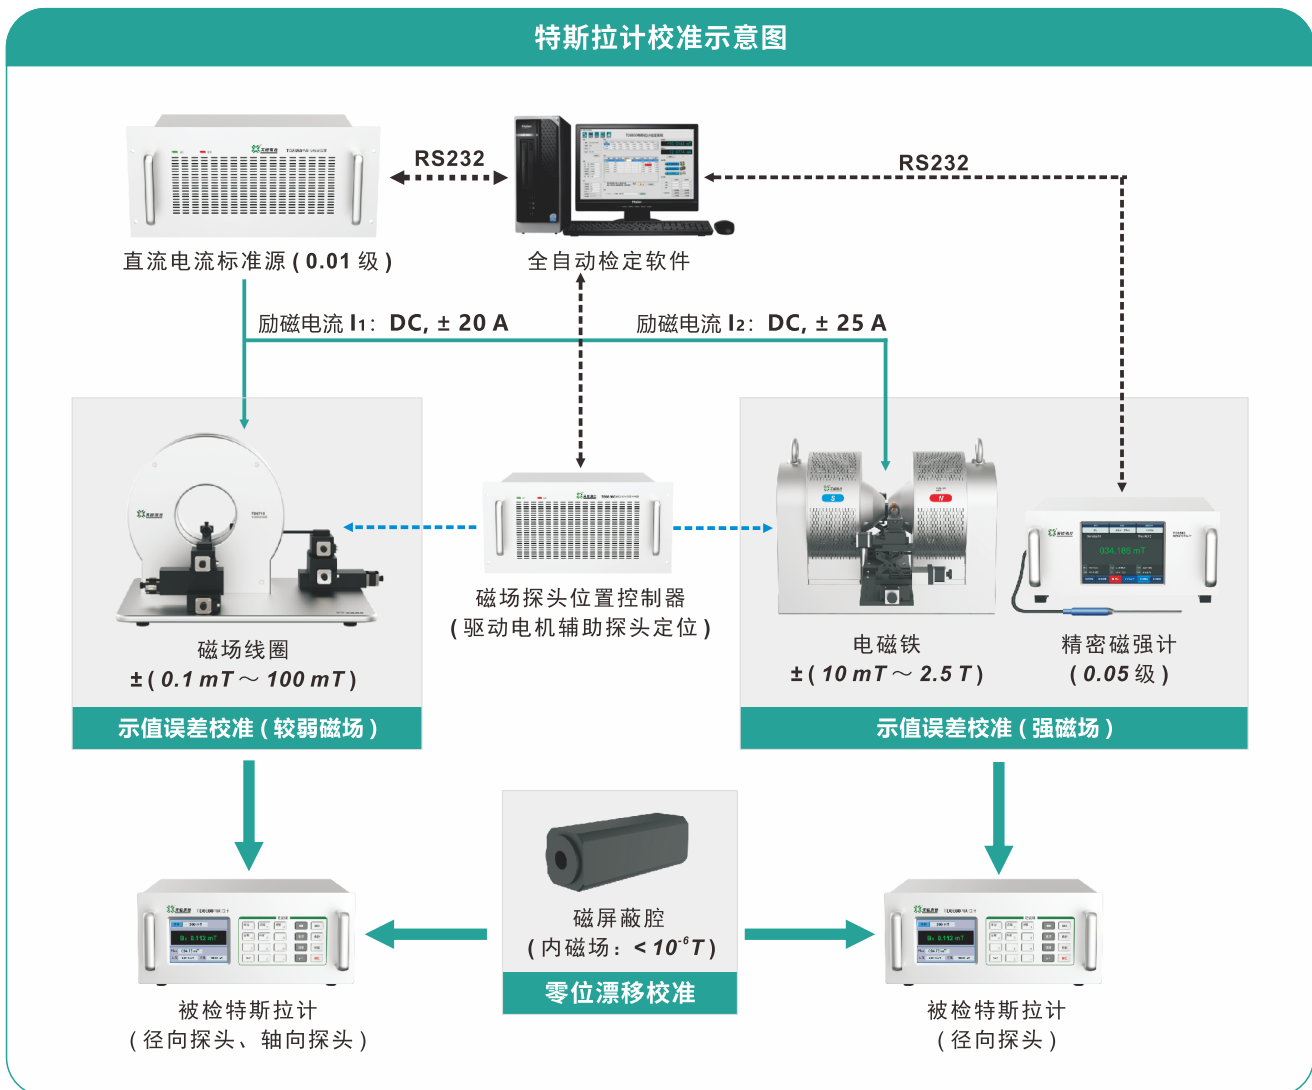 特斯拉计校准示意图
RS232
RS232
直流电流标准源 ( 0.01 级 )
全自动检定软件
励磁电流 I1： DC, ± 20 A
励磁电流 I2： DC, ± 25 A
S
N
034.186 mT
磁场探头位置控制器
( 驱动电机辅助探头定位 )
磁场线圈
± ( 0.1 mT ～ 100 mT )
电磁铁
± ( 10 mT ～ 2.5 T )
精密磁强计
( 0.05 级 )
示值误差校准 ( 较弱磁场 )
示值误差校准 ( 强磁场 )
磁屏蔽腔
( 内磁场：< 10-6T )
零位漂移校准
被检特斯拉计
( 径向探头、轴向探头 )
被检特斯拉计
( 径向探头 )